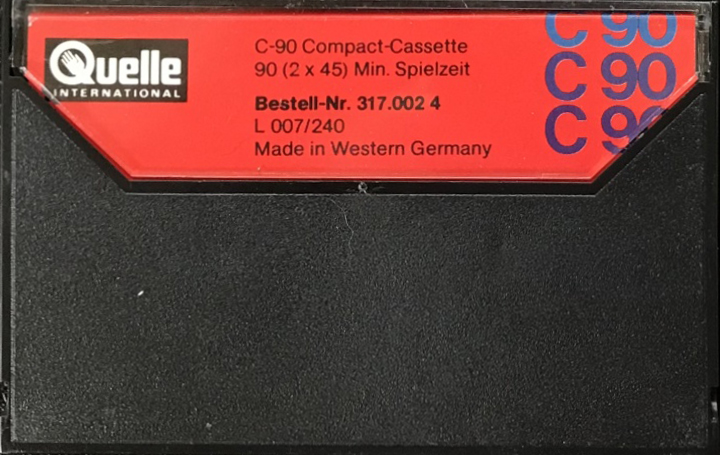 Quelle
INTERNATIONAL
C-90 Compact-Cassette
90 (2 x 45) Min. Spielzeit
Bestell-Nr. 317.002 4
L 007/240
Made in Western Germany
C 90
C 90
C 90